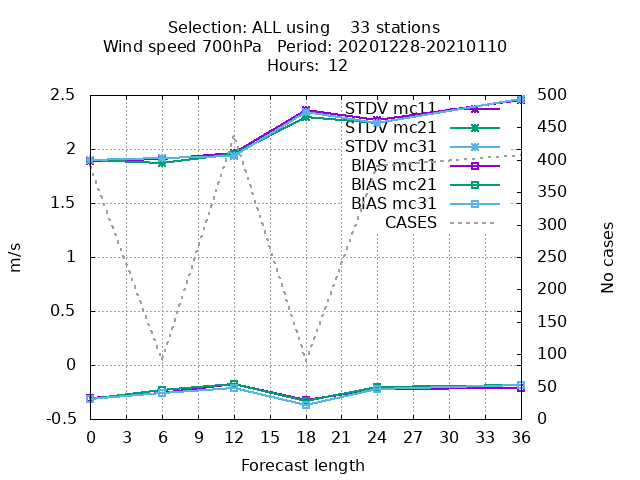 Selection: ALL using    33 stations
Wind speed 700hPa   Period: 20201228-20210110
Hours:  12
2.5
2
1.5
1
0.5
0
-0.5
m/s
500
450
400
350
300
250
200
150
100
50
0
No cases
STDV mc11
STDV mc21
STDV mc31
BIAS mc11
BIAS mc21
BIAS mc31
CASES
0 3 6 9 12 15 18 21 24 27 30 33 36
Forecast length